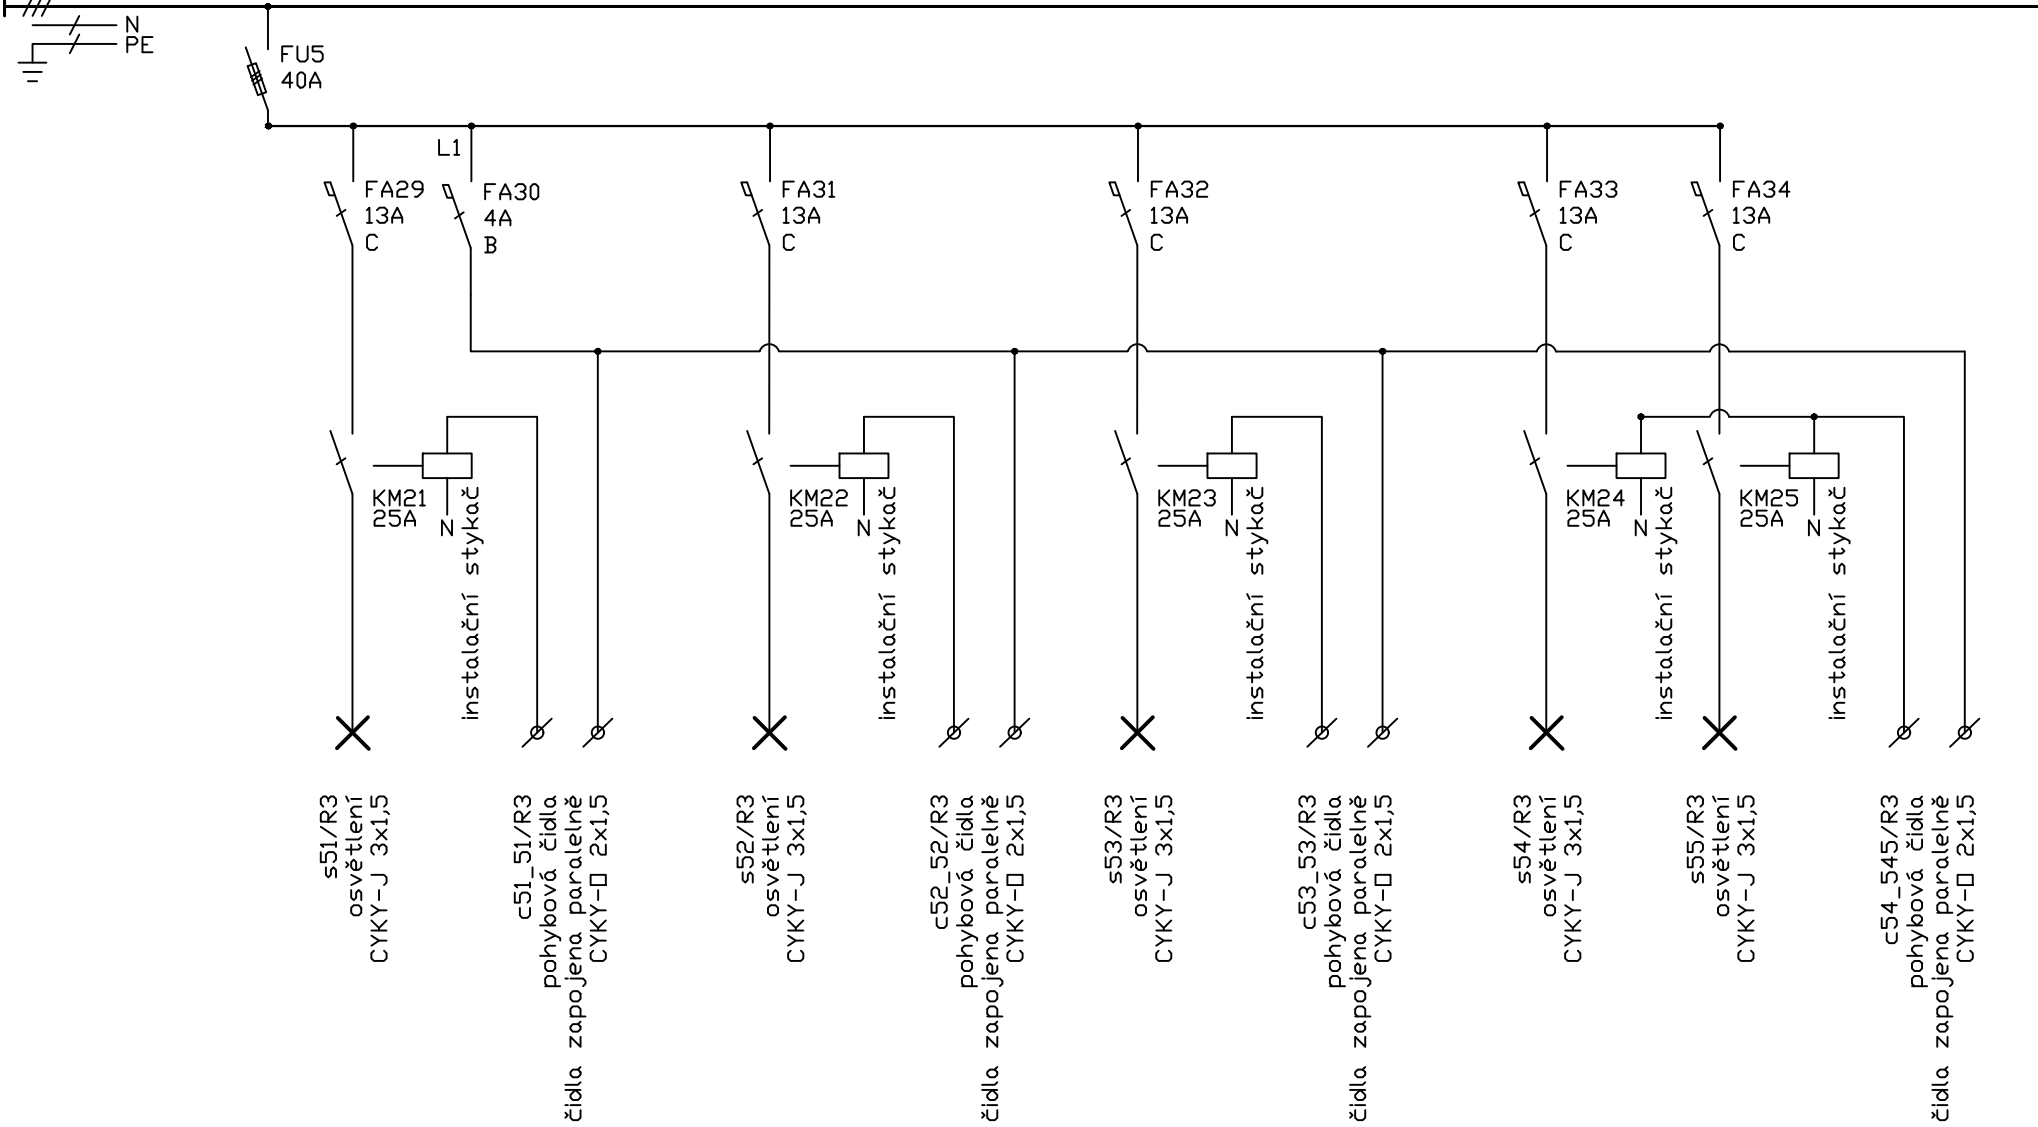 N
PE
FU5
40A
L1
FA29
13A
C
FA30
4A
B
FA31
13A
C
FA32
13A
C
FA33
13A
C
FA34
13A
C
KM21
25A
N
instalační stykač
KM22
25A
N
instalační stykač
KM23
25A
N
instalační stykač
KM24
25A
N
instalační stykač
KM25
25A
N
instalační stykač
s51/R3
osvětlení
CYKY-J 3x1,5
c51_51/R3
pohybová čidla
čidla zapojena paralelně
CYKY-O 2x1,5
s52/R3
osvětlení
CYKY-J 3x1,5
c52_52/R3
pohybová čidla
čidla zapojena paralelně
CYKY-O 2x1,5
s53/R3
osvětlení
CYKY-J 3x1,5
c53_53/R3
pohybová čidla
čidla zapojena paralelně
CYKY-O 2x1,5
s54/R3
osvětlení
CYKY-J 3x1,5
s55/R3
osvětlení
CYKY-J 3x1,5
c54_545/R3
pohybová čidla
čidla zapojena paralelně
CYKY-O 2x1,5